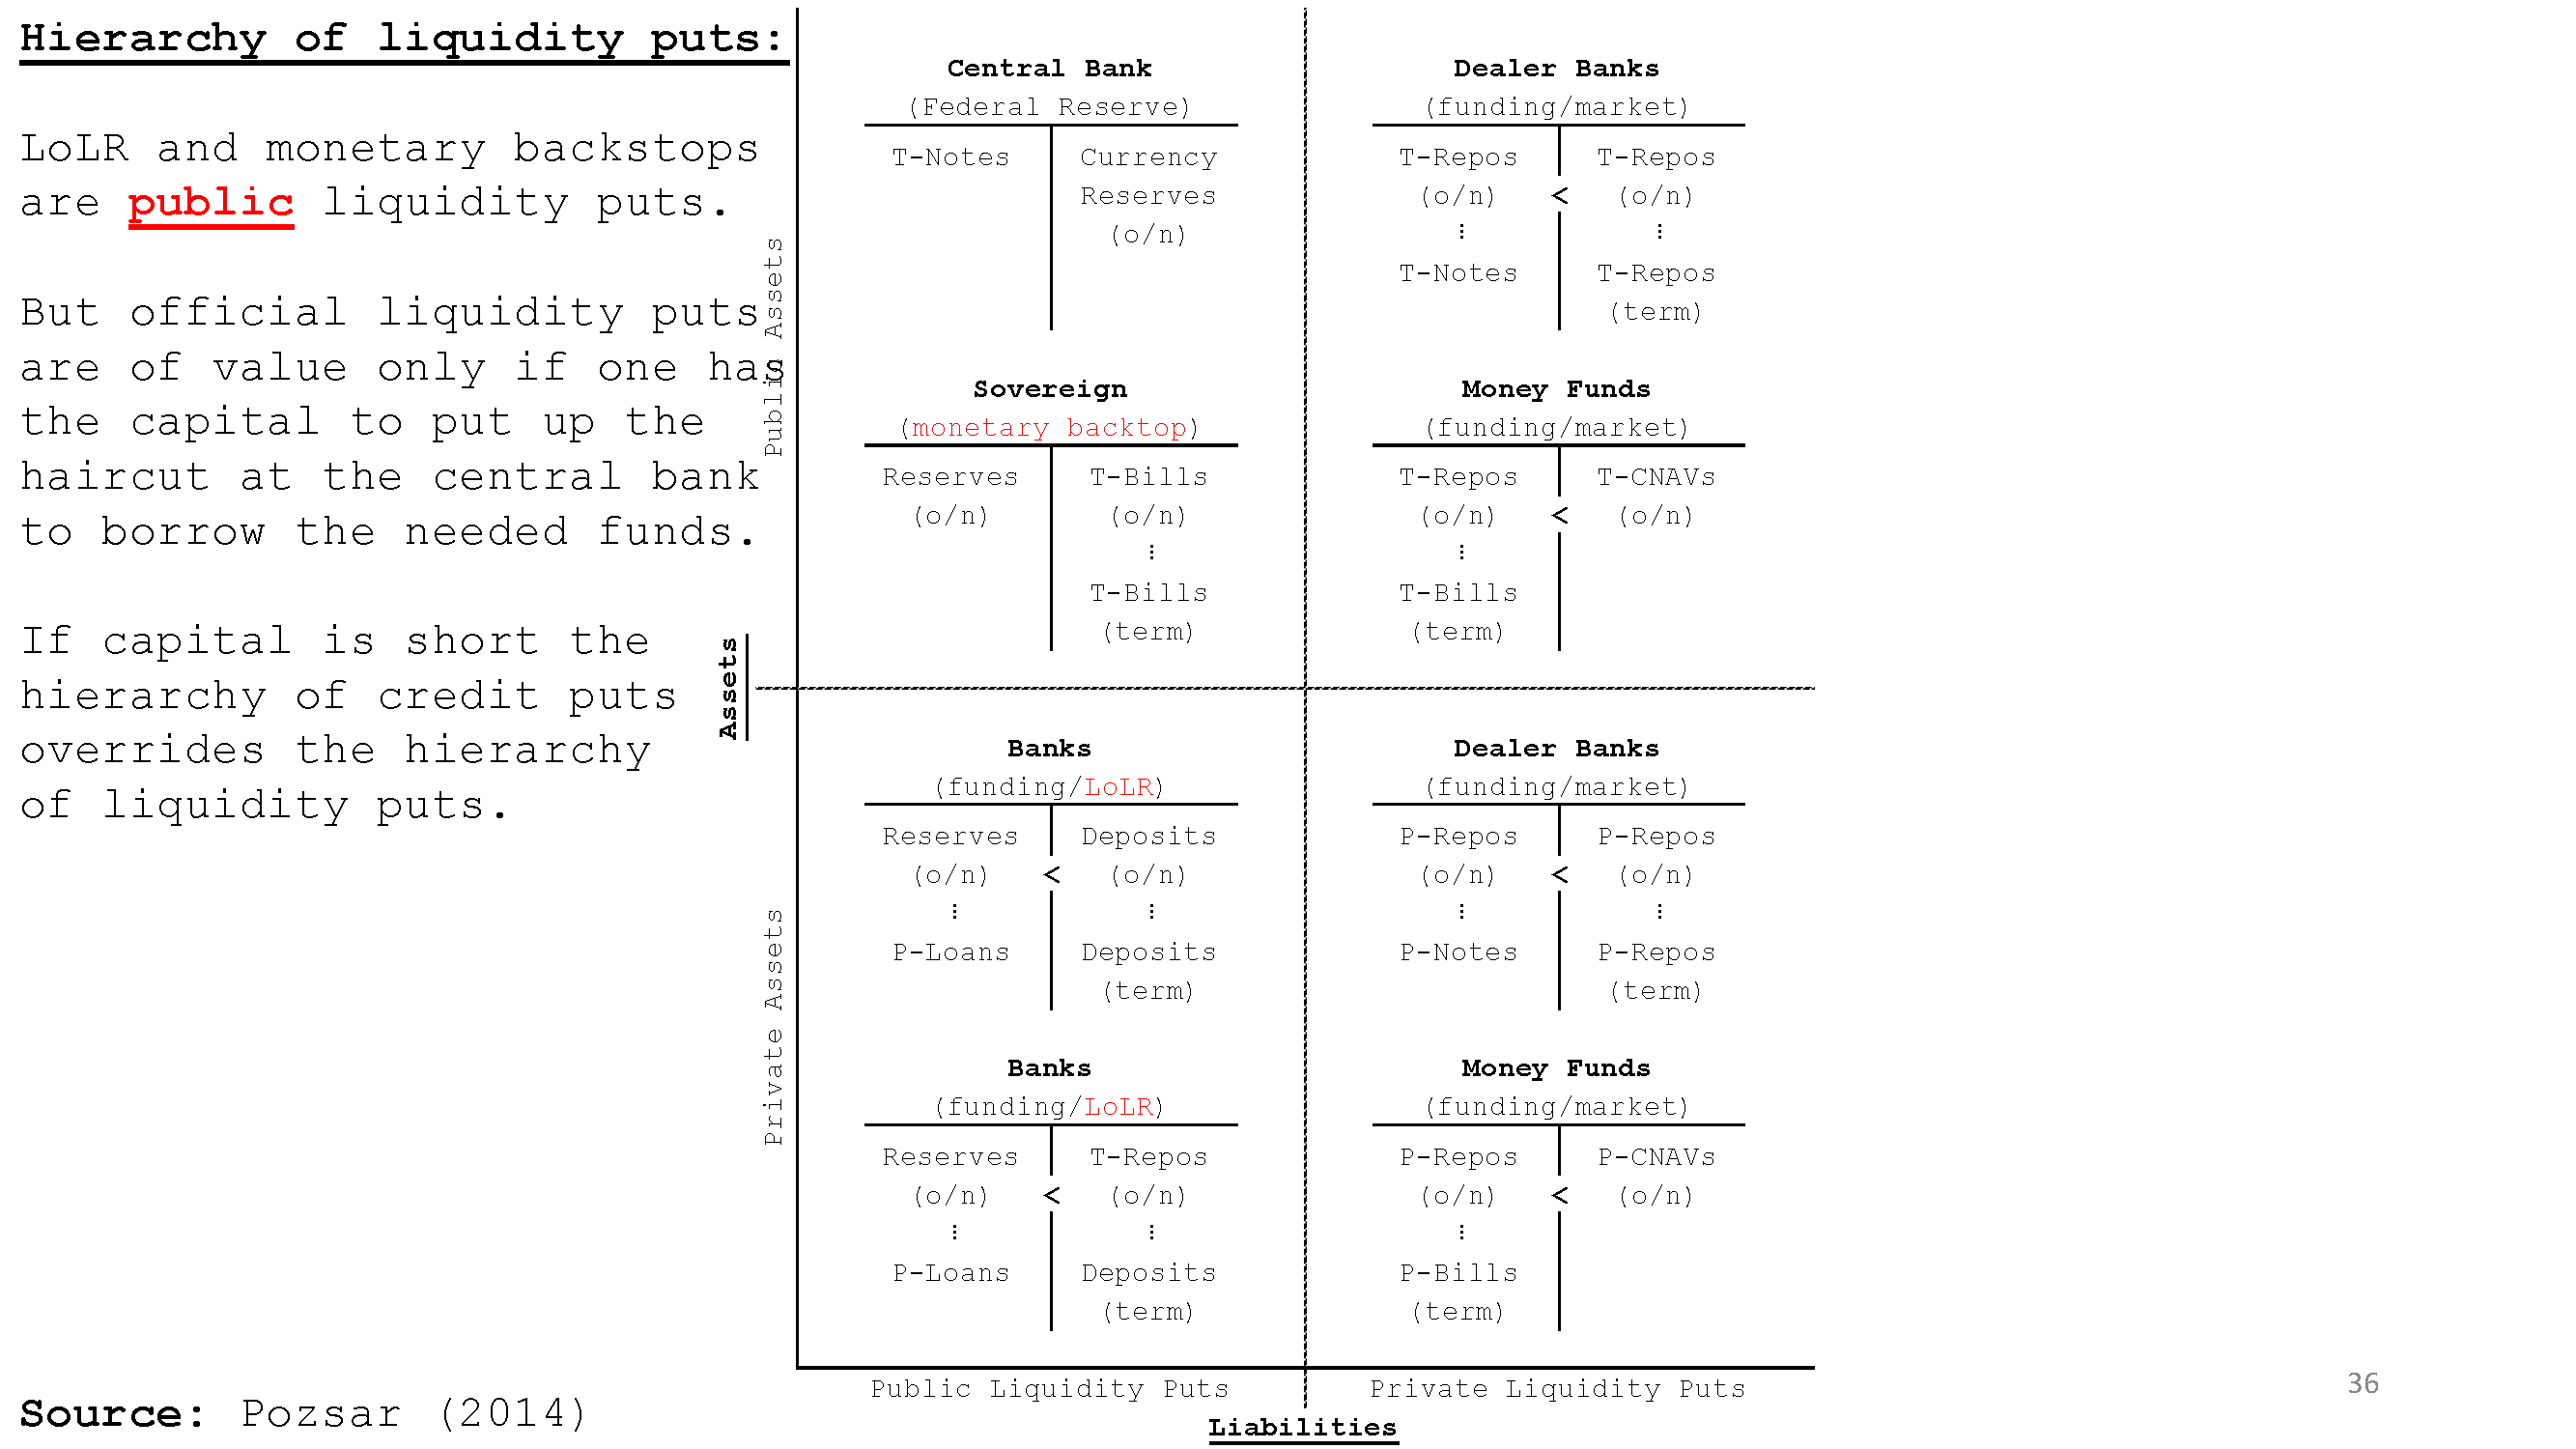 Hierarchy of liquidity puts:
LoLR and monetary backstops
are public liquidity puts.
But official liquidity puts
are of value only if one has
the capital to put up the
haircut at the central bank
to borrow the needed funds.
If capital is short the
hierarchy of credit puts
overrides the hierarchy
of liquidity puts.
Source: Pozsar (2014)
Assets
Public Assets
Private Assets
Central Bank
(Federal Reserve)
T-Notes Currency
Reserves
(o/n)
Sovereign
(monetary backtop)
Reserves T-Bills
(o/n) (o/n)
⋮
T-Bills
(term)
Dealer Banks
(funding/market)
T-Repos T-Repos
(o/n) < (o/n)
⋮ ⋮
T-Notes T-Repos
(term)
Money Funds
(funding/market)
T-Repos T-CNAVs
(o/n) < (o/n)
⋮
T-Bills
(term)
Banks
(funding/LoLR)
Reserves Deposits
(o/n) < (o/n)
⋮ ⋮
P-Loans Deposits
(term)
Banks
(funding/LoLR)
Reserves T-Repos
(o/n) < (o/n)
⋮ ⋮
P-Loans Deposits
(term)
Dealer Banks
(funding/market)
P-Repos P-Repos
(o/n) < (o/n)
⋮ ⋮
P-Notes P-Repos
(term)
Money Funds
(funding/market)
P-Repos P-CNAVs
(o/n) < (o/n)
⋮
P-Bills
(term)
Public Liquidity Puts Private Liquidity Puts
Liabilities
36